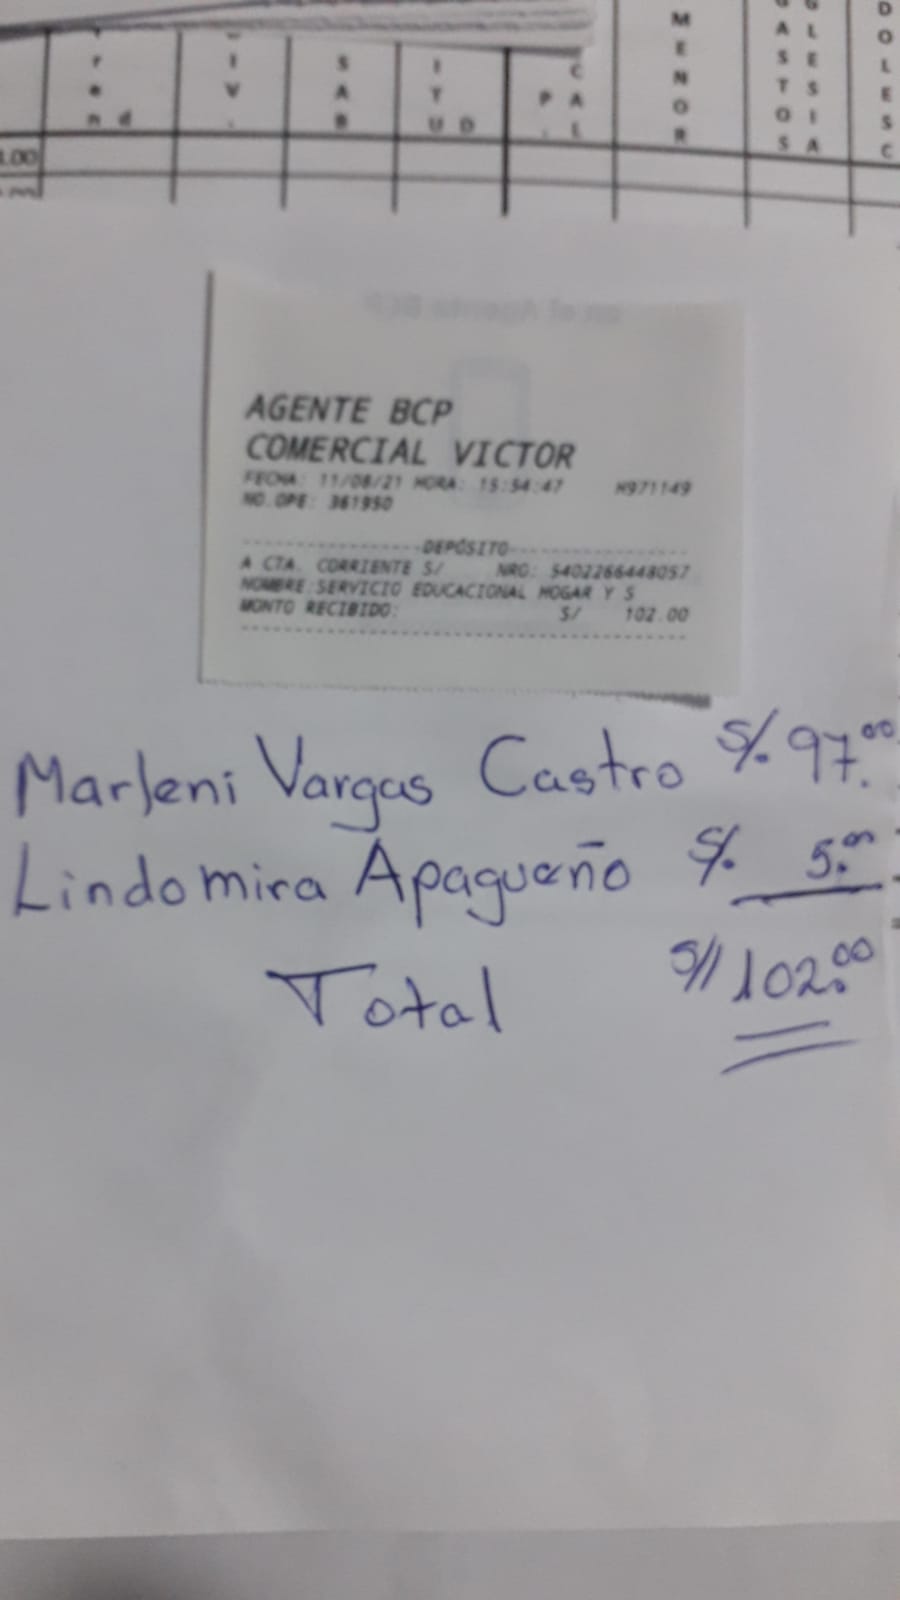 M
E
N
O
R
A L
S E
T S
O I
S A
D
O
L
E
S
C
AGENTE BCP
COMERCIAL VICTOR
FECHA: 11/08/21 HORA: 15:54:47 H971149
NO.OPE: 361950
DEPÓSITO
A CTA. CORRIENTE S/ NRO: 5402266448057
NOMBRE:SERVICIO EDUCACIONAL HOGAR Y S
MONTO RECIBIDO: S/ 102.00
Marleni Vargas Castro S/. 97.00
Lindomira Apagueño S/. 5.00
Total S// 102.00